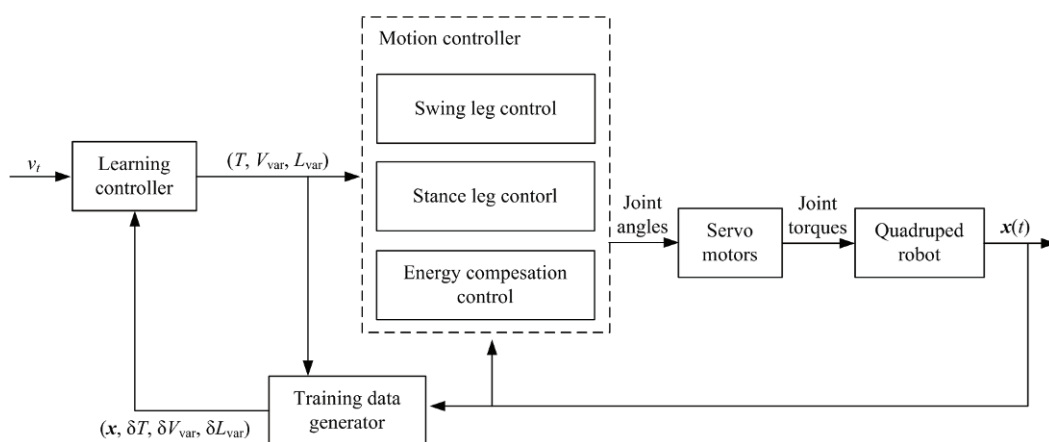 Motion controller
Swing leg control
v_t
Learning
controller
(T, V_var, L_var)
Stance leg contorl
Joint
angles
Servo
motors
Joint
torques
Quadruped
robot
x(t)
Energy compesation
control
Training data
generator
(x, δT, δV_var, δL_var)